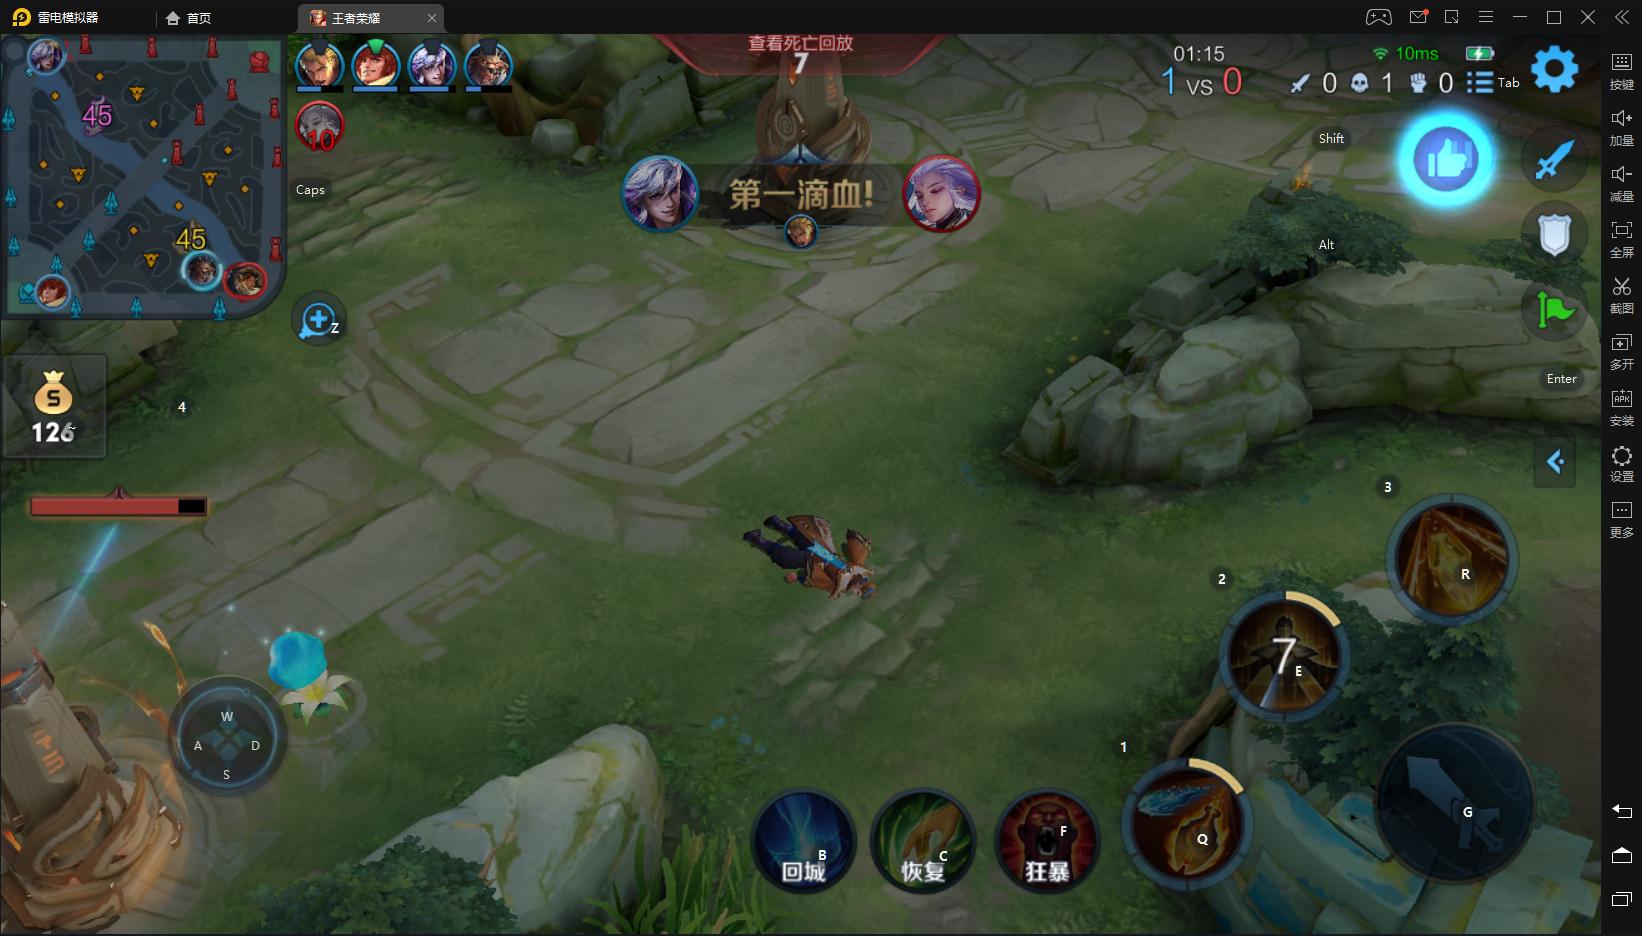 雷电模拟器
首页
王者荣耀
查看死亡回放
7
01:15
10ms
1 VS 0
0
1
0
Tab
45
10
Shift
按键
加量
减量
全屏
截图
多开
安装
设置
更多
Caps
第一滴血!
45
Alt
Z
S
126
4
Enter
3
R
2
7
E
W
A
D
S
1
G
B
回城
C
恢复
F
狂暴
Q
APK